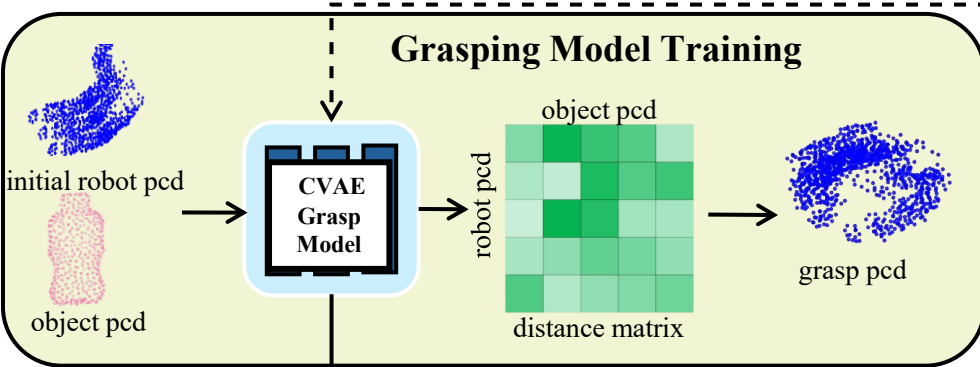 Grasping Model Training
initial robot pcd
object pcd
CVAE
Grasp
Model
object pcd
robot pcd
distance matrix
grasp pcd